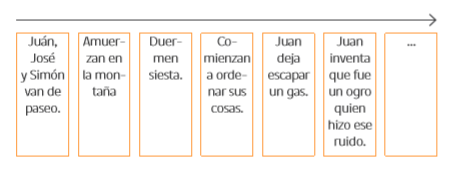 Juán,
José
y Simón
van de
paseo.
Amuer-
zan en
la mon-
taña
Duer-
men
siesta.
Co-
mienzan
a orde-
nar sus
cosas.
Juan
deja
escapar
un gas.
Juan
inventa
que fue
un ogro
quien
hizo ese
ruido.
...